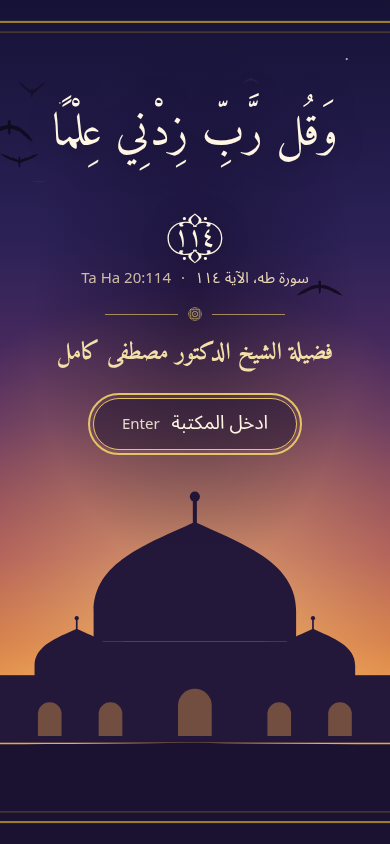 وَقُل رَّبِّ زِدْنِي عِلْمًا
١١٤
سورة طه، الآية ١١٤ · Ta Ha 20:114
فضيلة الشيخ الدكتور مصطفى كامل
ادخل المكتبة Enter